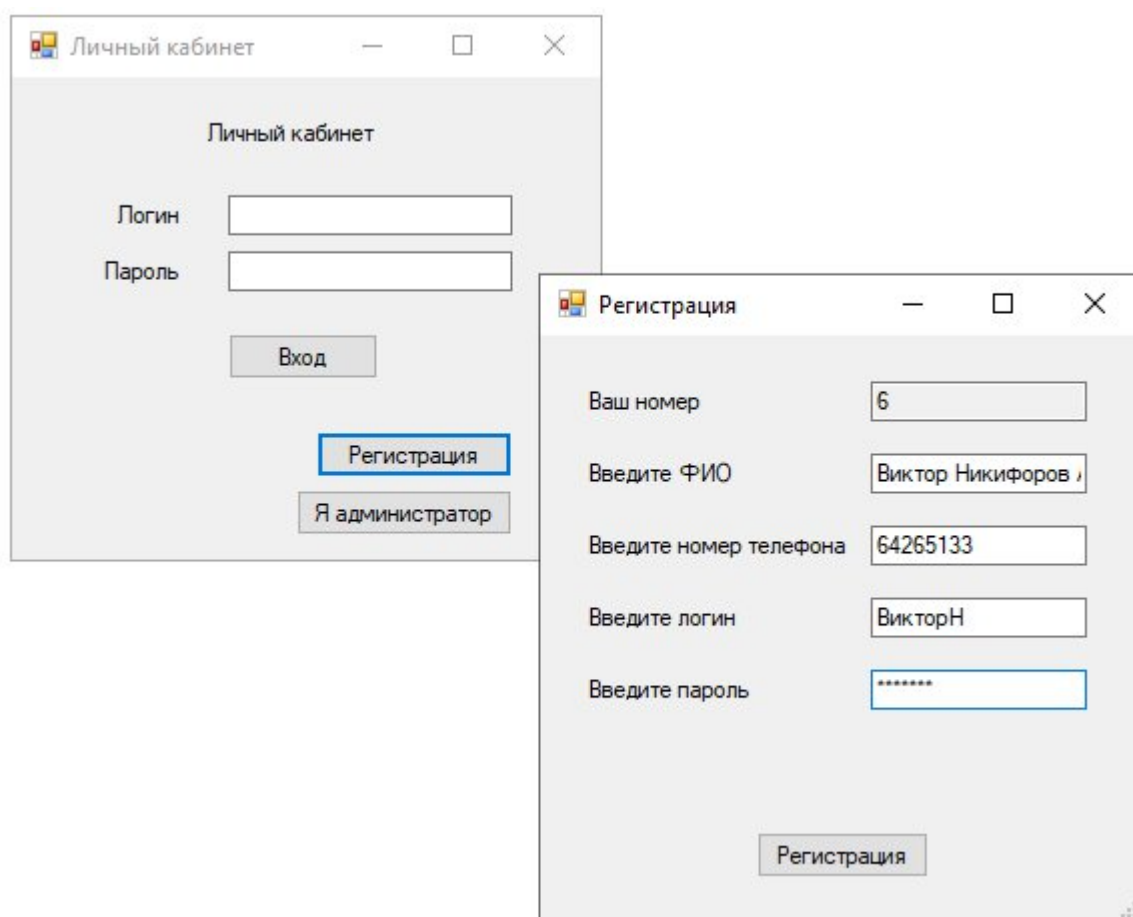 Личный кабинет
Личный кабинет
Логин
Пароль
Вход
Регистрация
Я администратор
Регистрация
Ваш номер 6
Введите ФИО Виктор Никифоров
Введите номер телефона 64265133
Введите логин ВикторН
Введите пароль *******
Регистрация